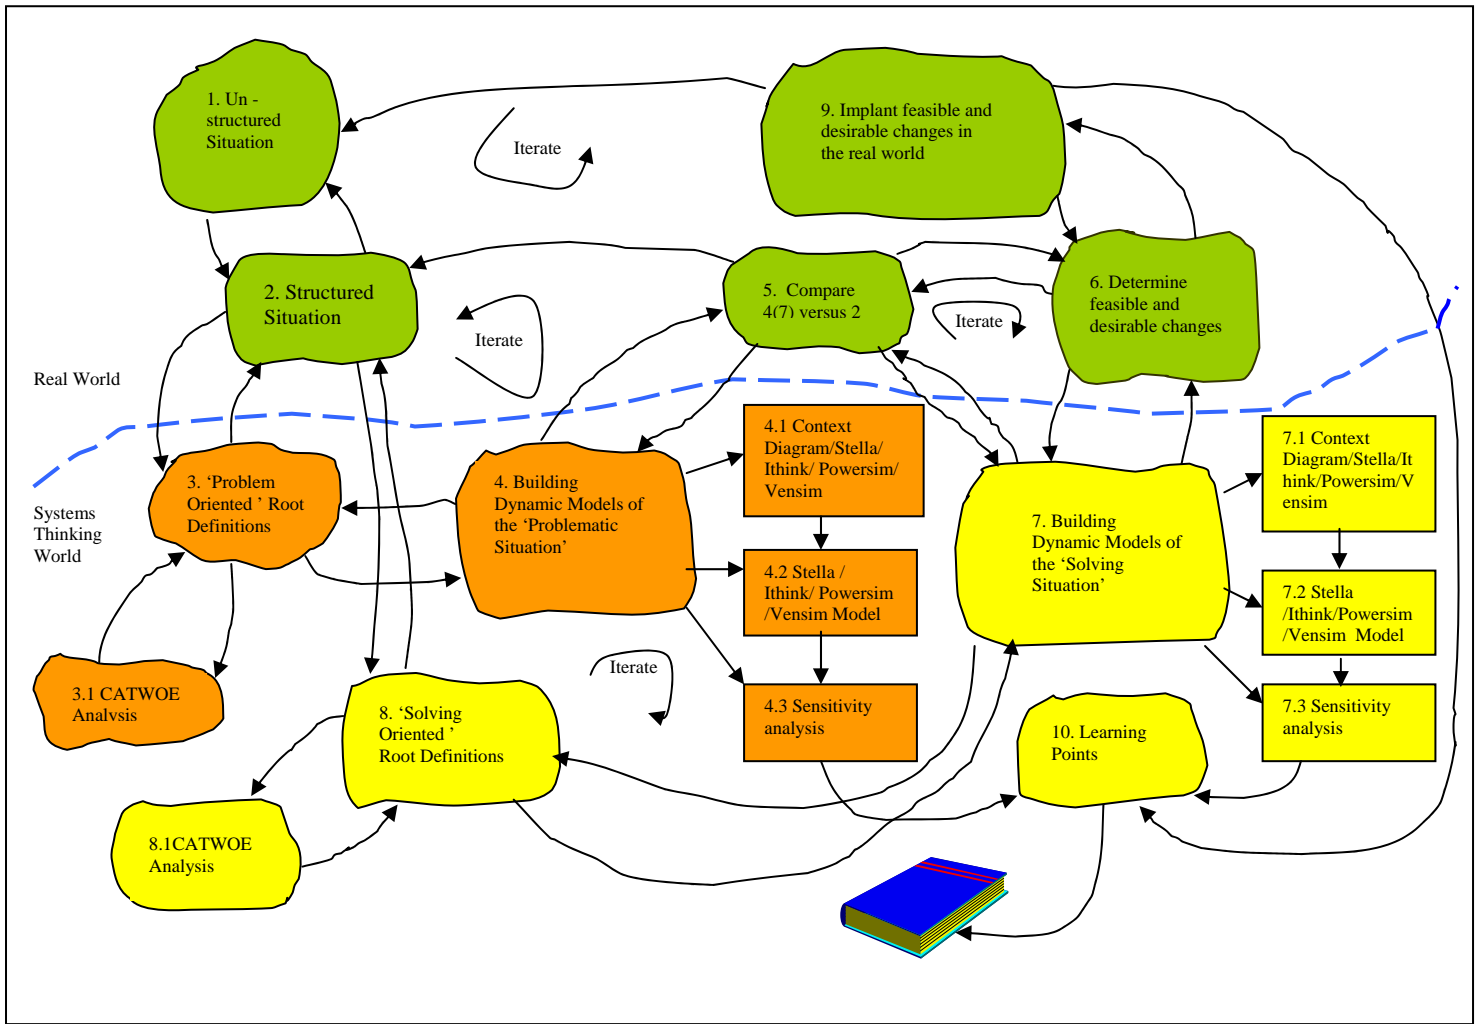 1. Un -
structured
Situation
9. Implant feasible and
desirable changes in
the real world
Iterate
2. Structured
Situation
5. Compare
4(7) versus 2
6. Determine
feasible and
desirable changes
Iterate
Iterate
Real World
Systems
Thinking
World
3. ‘Problem
Oriented ’ Root
Definitions
4. Building
Dynamic Models of
the ‘Problematic
Situation’
4.1 Context
Diagram/Stella/
Ithink/ Powersim/
Vensim
4.2 Stella /
Ithink/ Powersim
/Vensim Model
4.3 Sensitivity
analysis
7. Building
Dynamic Models of
the ‘Solving
Situation’
7.1 Context
Diagram/Stella/It
hink/Powersim/V
ensim
7.2 Stella
/Ithink/Powersim
/Vensim Model
7.3 Sensitivity
analysis
3.1 CATWOE
Analysis
8. ‘Solving
Oriented ’
Root Definitions
Iterate
10. Learning
Points
8.1CATWOE
Analysis